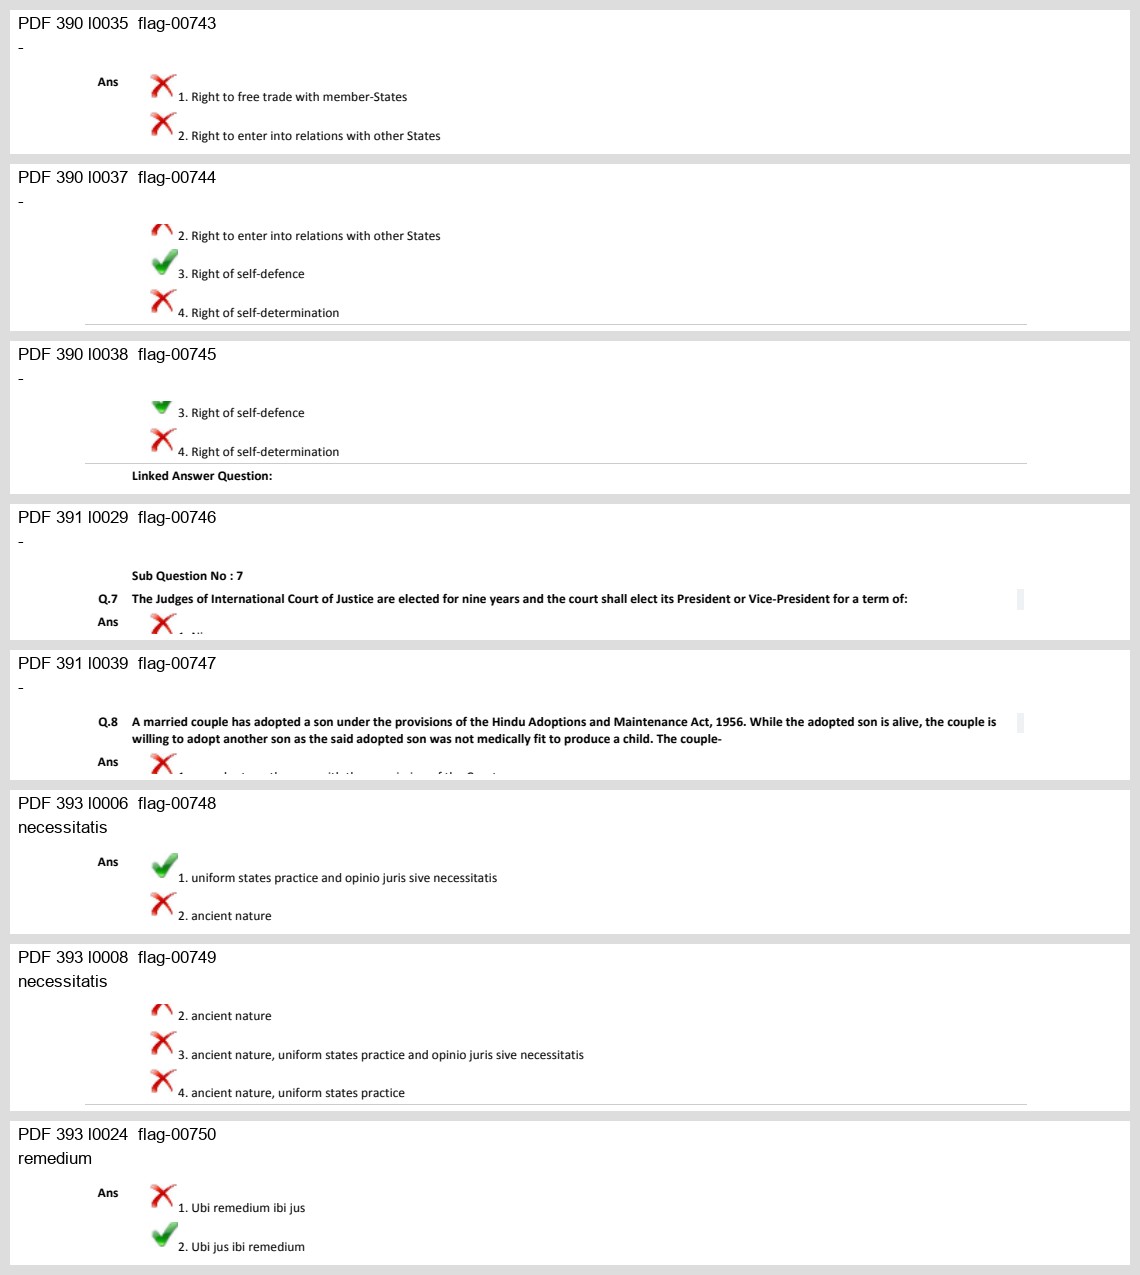 PDF 390 l0035  flag-00743
-
Ans
1. Right to free trade with member-States
2. Right to enter into relations with other States
PDF 390 l0037  flag-00744
-
2. Right to enter into relations with other States
3. Right of self-defence
4. Right of self-determination
PDF 390 l0038  flag-00745
-
3. Right of self-defence
4. Right of self-determination
Linked Answer Question:
PDF 391 l0029  flag-00746
-
Sub Question No : 7
Q.7 The Judges of International Court of Justice are elected for nine years and the court shall elect its President or Vice-President for a term of:
Ans
PDF 391 l0039  flag-00747
-
Q.8 A married couple has adopted a son under the provisions of the Hindu Adoptions and Maintenance Act, 1956. While the adopted son is alive, the couple is
willing to adopt another son as the said adopted son was not medically fit to produce a child. The couple-
Ans
PDF 393 l0006  flag-00748
necessitatis
Ans
1. uniform states practice and opinio juris sive necessitatis
2. ancient nature
PDF 393 l0008  flag-00749
necessitatis
2. ancient nature
3. ancient nature, uniform states practice and opinio juris sive necessitatis
4. ancient nature, uniform states practice
PDF 393 l0024  flag-00750
remedium
Ans
1. Ubi remedium ibi jus
2. Ubi jus ibi remedium